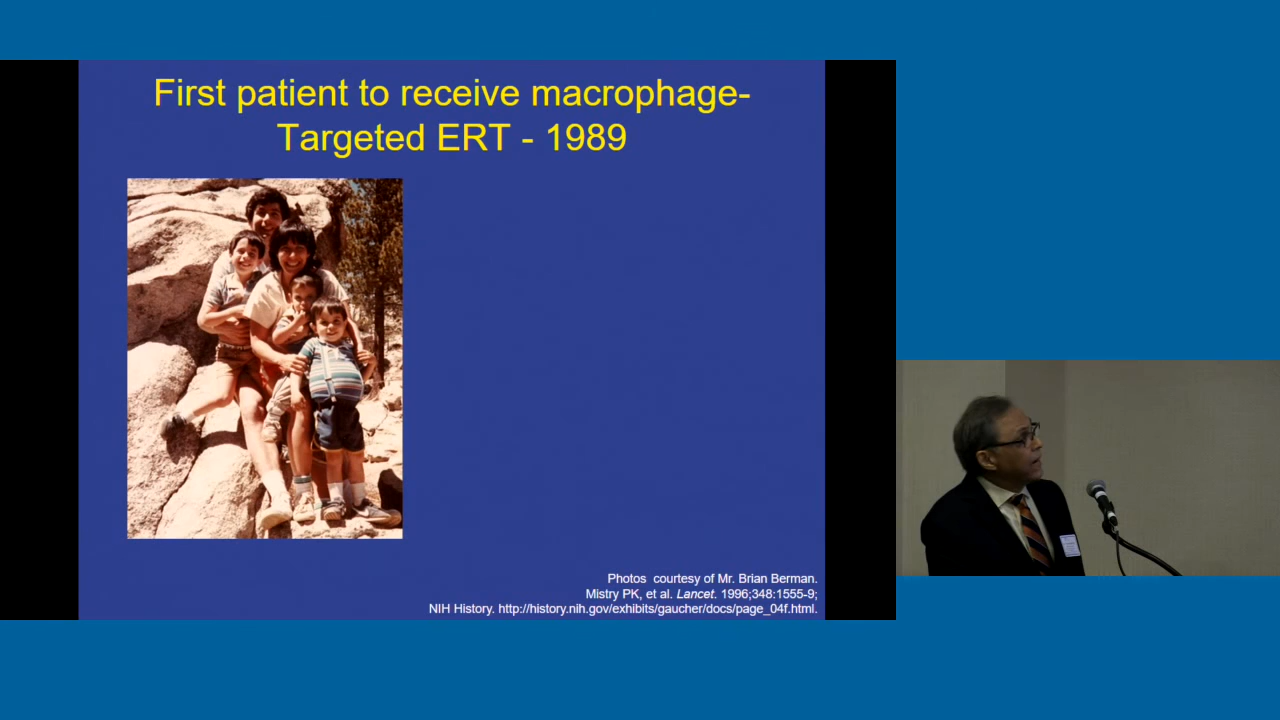 First patient to receive macrophage-
Targeted ERT - 1989
Photos courtesy of Mr. Brian Berman.
Mistry PK, et al. Lancet. 1996;348:1555-9;
NIH History. http://history.nih.gov/exhibits/gaucher/docs/page_04f.html.